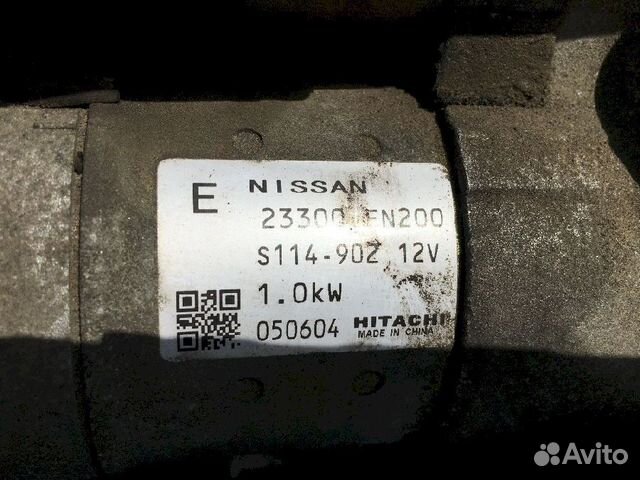 E NISSAN
23300 EN200
S114-902 12V
1.0kW
050604 HITACHI
MADE IN CHINA
Avito